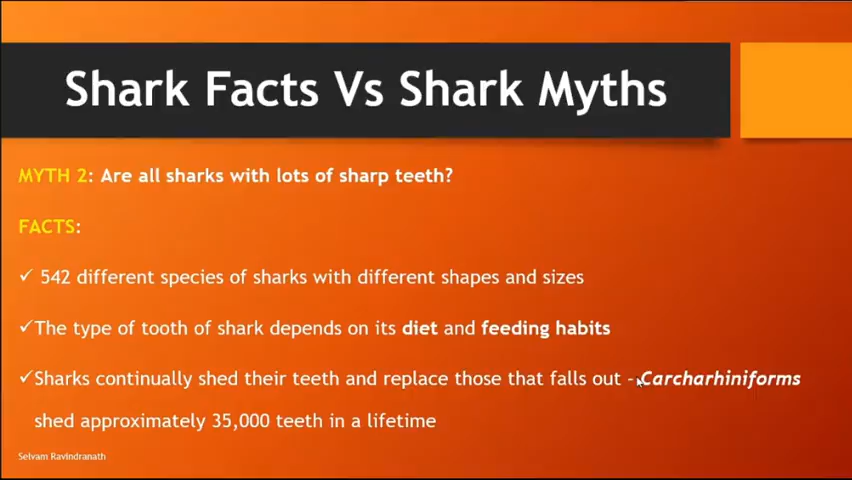 Shark Facts Vs Shark Myths
MYTH 2: Are all sharks with lots of sharp teeth?
FACTS:
✓ 542 different species of sharks with different shapes and sizes
✓The type of tooth of shark depends on its diet and feeding habits
✓Sharks continually shed their teeth and replace those that falls out - Carcharhiniforms
shed approximately 35,000 teeth in a lifetime
Selvam Ravindranath